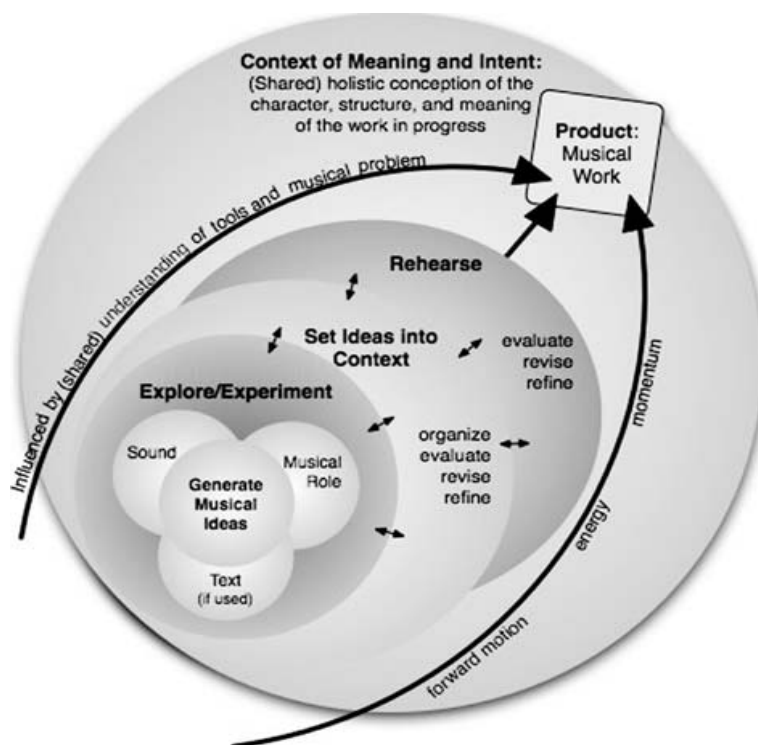 Context of Meaning and Intent:
(Shared) holistic conception of the
character, structure, and meaning
of the work in progress
Product:
Musical
Work
Influenced by (shared) understanding of tools and musical problem
Rehearse
evaluate
revise
refine
Set Ideas into
Context
organize
evaluate
revise
refine
Explore/Experiment
Sound
Musical
Role
Generate
Musical
Ideas
Text
(if used)
forward motion
energy
momentum